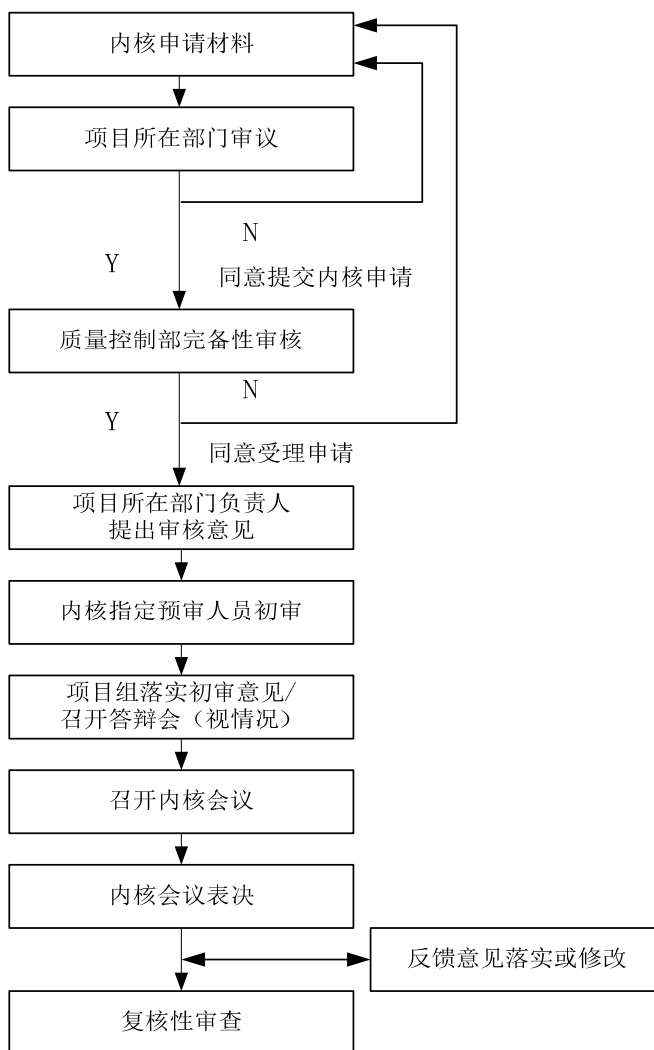 内核申请材料
项目所在部门审议
N
Y
同意提交内核申请
质量控制部完备性审核
N
Y
同意受理申请
项目所在部门负责人
提出审核意见
内核指定预审人员初审
项目组落实初审意见/
召开答辩会（视情况）
召开内核会议
内核会议表决
反馈意见落实或修改
复核性审查